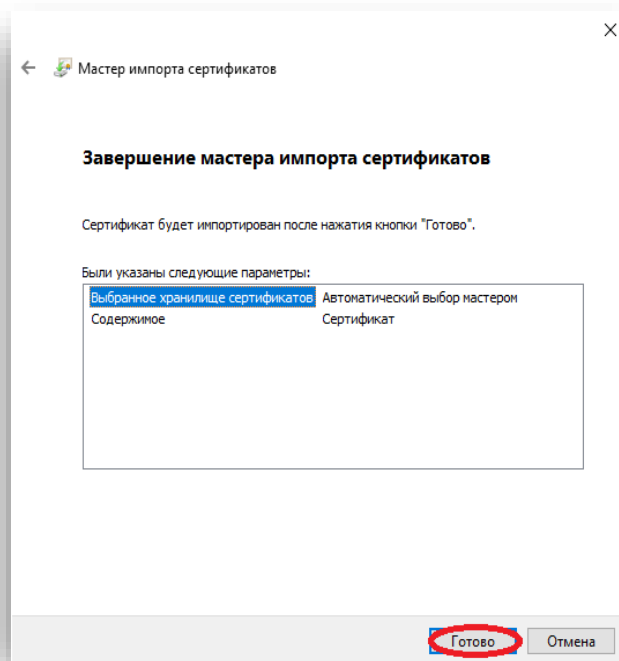 Мастер импорта сертификатов
Завершение мастера импорта сертификатов
Сертификат будет импортирован после нажатия кнопки "Готово".
Были указаны следующие параметры:
Выбранное хранилище сертификатов Автоматический выбор мастером
Содержимое Сертификат
Готово Отмена